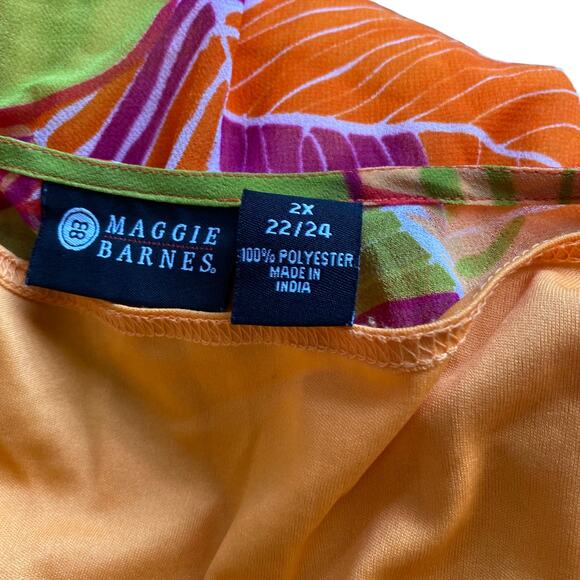 MAGGIE
BARNES.
2X
22/24
100% POLYESTER
MADE IN
INDIA